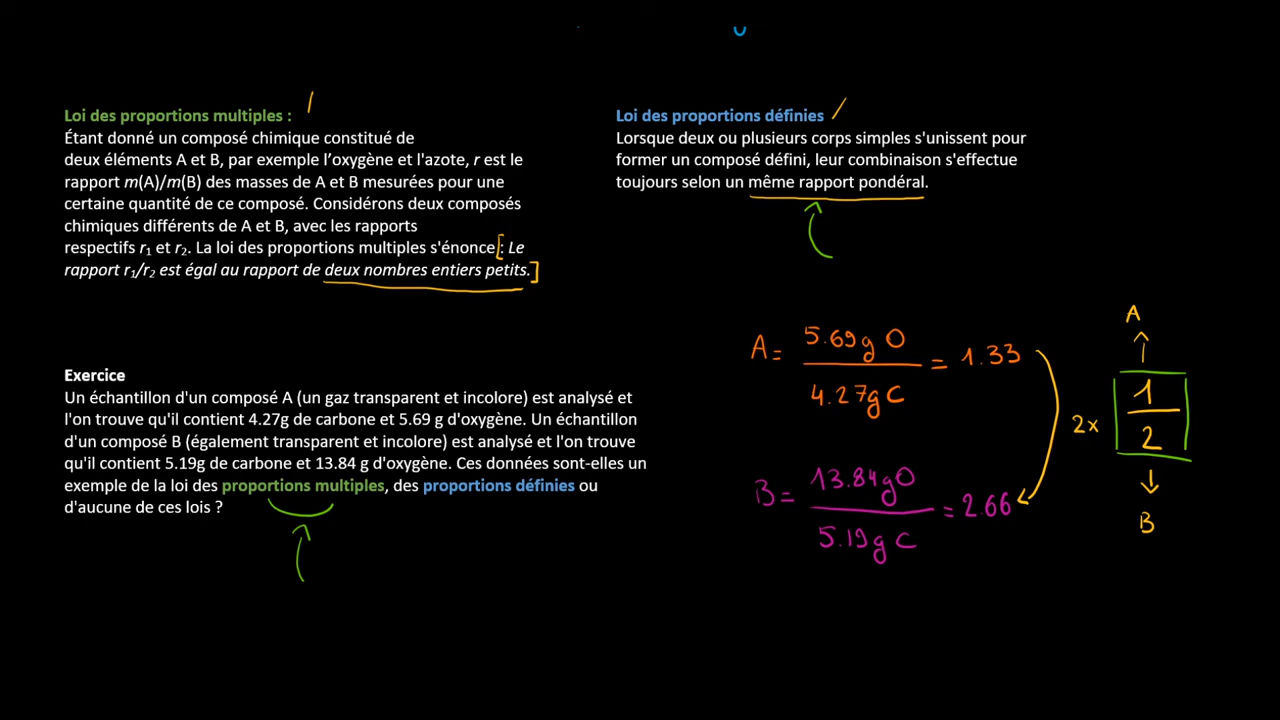 Loi des proportions multiples :
Étant donné un composé chimique constitué de
deux éléments A et B, par exemple l’oxygène et l'azote, r est le
rapport m(A)/m(B) des masses de A et B mesurées pour une
certaine quantité de ce composé. Considérons deux composés
chimiques différents de A et B, avec les rapports
respectifs r₁ et r₂. La loi des proportions multiples s'énonce : Le
rapport r₁/r₂ est égal au rapport de deux nombres entiers petits.
Loi des proportions définies
Lorsque deux ou plusieurs corps simples s'unissent pour
former un composé défini, leur combinaison s'effectue
toujours selon un même rapport pondéral.
Exercice
Un échantillon d'un composé A (un gaz transparent et incolore) est analysé et
l'on trouve qu'il contient 4.27g de carbone et 5.69 g d'oxygène. Un échantillon
d'un composé B (également transparent et incolore) est analysé et l'on trouve
qu'il contient 5.19g de carbone et 13.84 g d'oxygène. Ces données sont-elles un
exemple de la loi des proportions multiples, des proportions définies ou
d'aucune de ces lois ?
5.69g O
A= = 1.33
4.27g C
13.84g O
B= = 2.66
5.19g C
A
1
2x
2
B